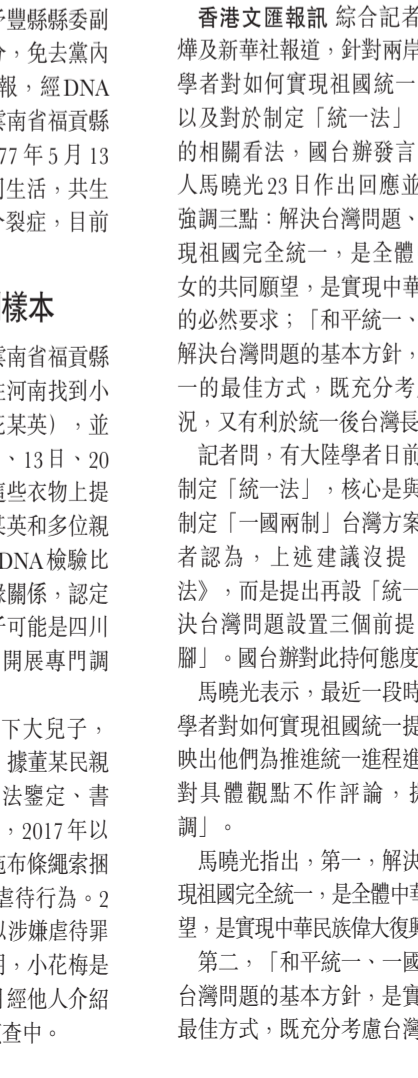 予豐縣縣委副
分，免去黨內
報，經DNA
雲南省福貢縣
77年5月13
同生活，共生
分裂症，目前
樣本
雲南省福貢縣
在河南找到小
花某英），並
、13日、20
這些衣物上提
某英和多位親
DNA檢驗比
緣關係，認定
子可能是四川
開展專門調
下大兒子，
據董某民親
法鑒定、書
，2017年以
施布條繩索捆
虐待行為。2
以涉嫌虐待罪
明，小花梅是
月經他人介紹
查中。
香港文匯報訊 綜合記者
燁及新華社報道，針對兩岸
學者對如何實現祖國統一
以及對於制定「統一法」
的相關看法，國台辦發言
人馬曉光23日作出回應並
強調三點：解決台灣問題、
現祖國完全統一，是全體
女的共同願望，是實現中華
的必然要求；「和平統一、
解決台灣問題的基本方針，
一的最佳方式，既充分考
況，又有利於統一後台灣長
記者問，有大陸學者日前
制定「統一法」，核心是與
制定「一國兩制」台灣方案
者認為，上述建議沒提
法》，而是提出再設「統一
決台灣問題設置三個前提
腳」。國台辦對此持何態度
馬曉光表示，最近一段時
學者對如何實現祖國統一提
映出他們為推進統一進程進
對具體觀點不作評論，
調」。
馬曉光指出，第一，解決
現祖國完全統一，是全體中華
望，是實現中華民族偉大復興
第二，「和平統一、一國
台灣問題的基本方針，是實
最佳方式，既充分考慮台灣